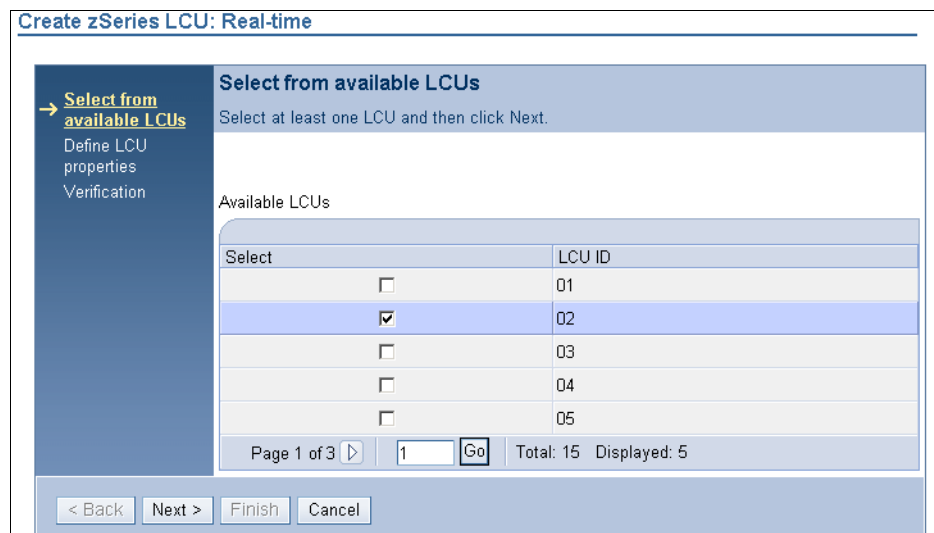 Create zSeries LCU: Real-time
Select from
available LCUs
Define LCU
properties
Verification
Select from available LCUs
Select at least one LCU and then click Next.
Available LCUs
Select LCU ID
01
02
03
04
05
Page 1 of 3 1 Go Total: 15 Displayed: 5
< Back Next > Finish Cancel